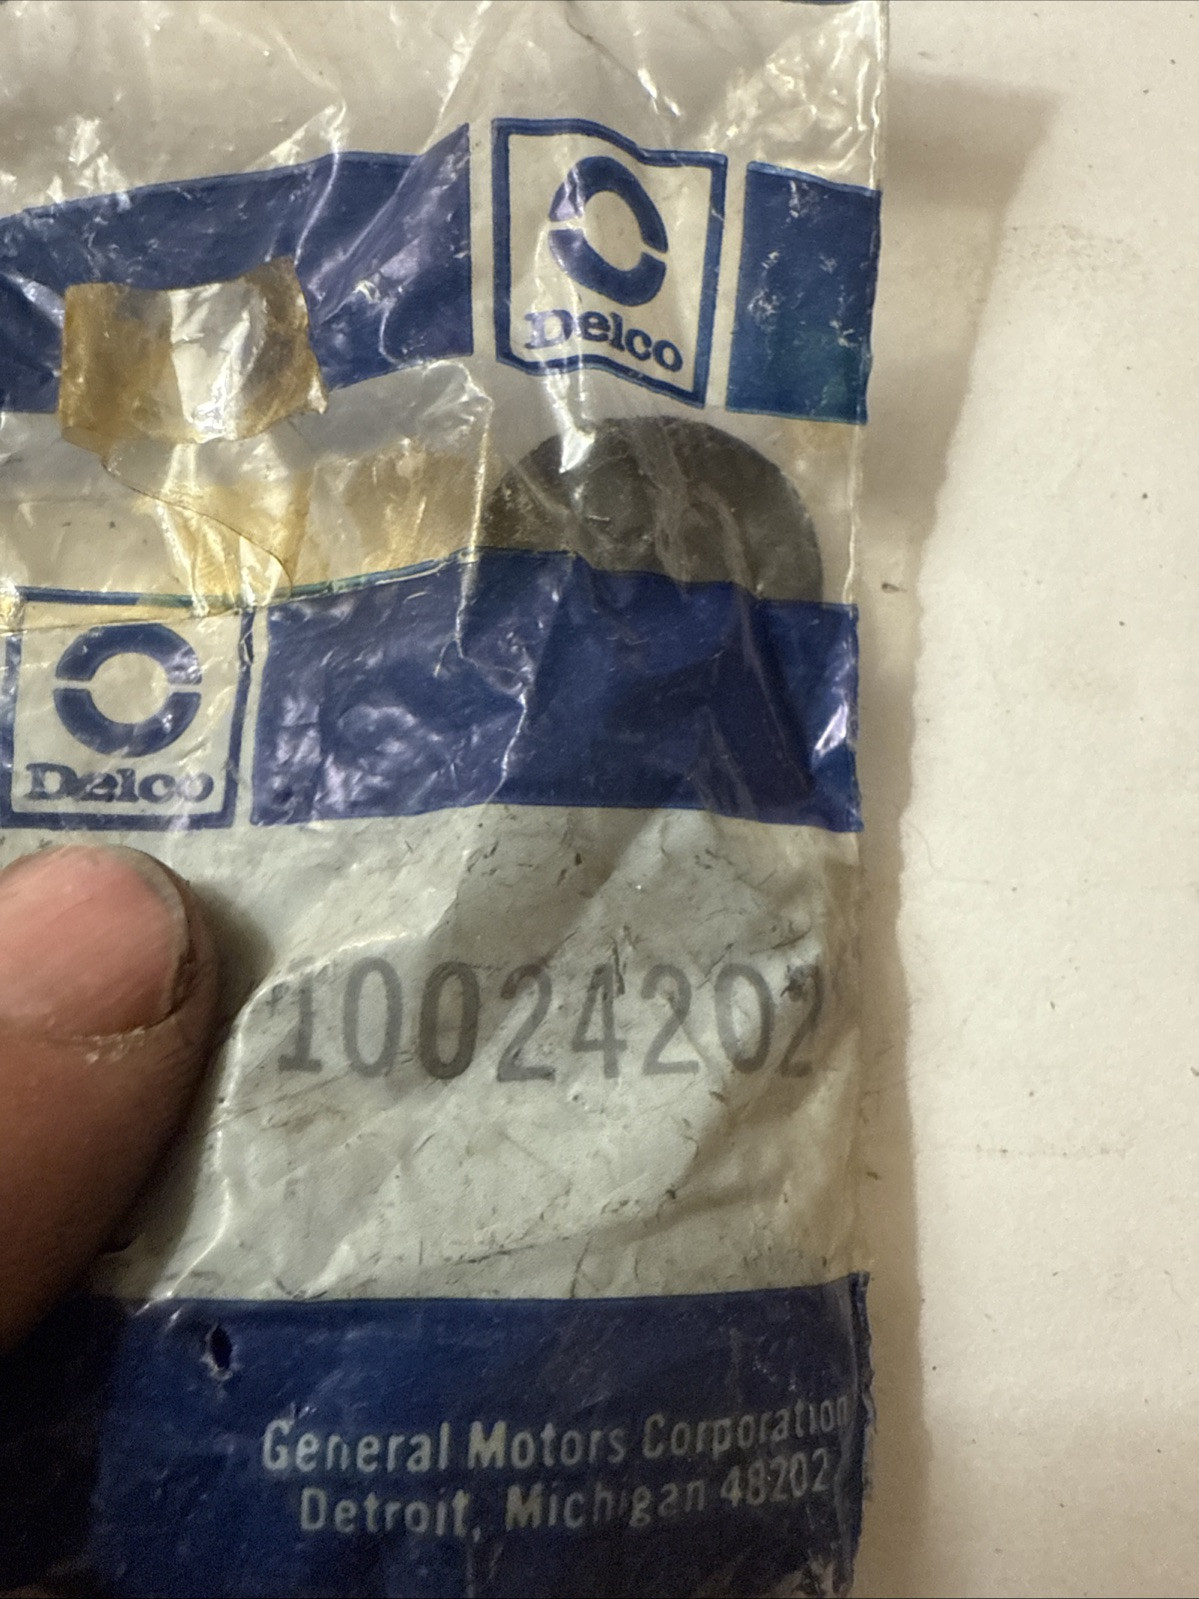 Delco
Delco
10024202
General Motors Corporation
Detroit, Michigan 48202